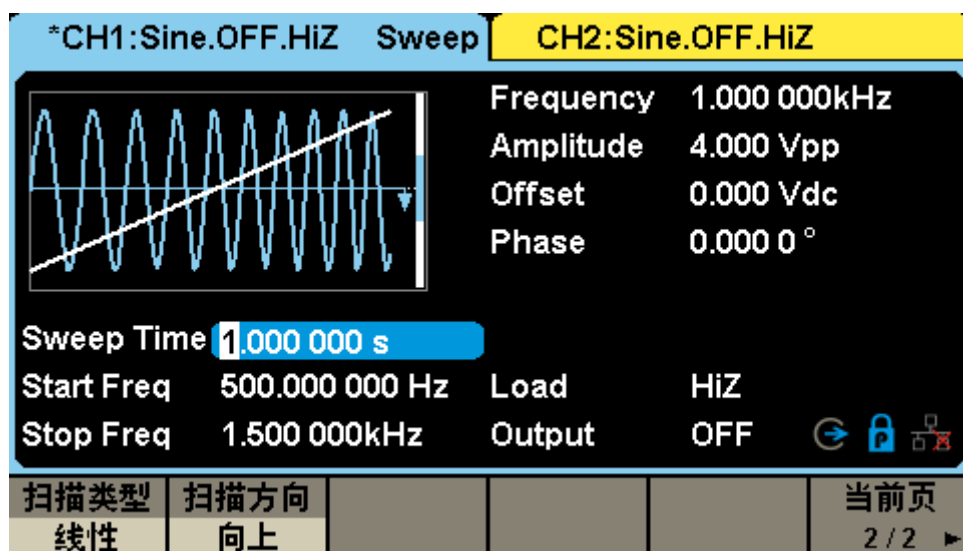 *CH1:Sine.OFF.HiZ Sweep CH2:Sine.OFF.HiZ
Frequency 1.000 000kHz
Amplitude 4.000 Vpp
Offset 0.000 Vdc
Phase 0.000 0 °
Sweep Time 1.000 000 s
Start Freq 500.000 000 Hz Load HiZ
Stop Freq 1.500 000kHz Output OFF
扫描类型 扫描方向 当前页
线性 向上 2 / 2